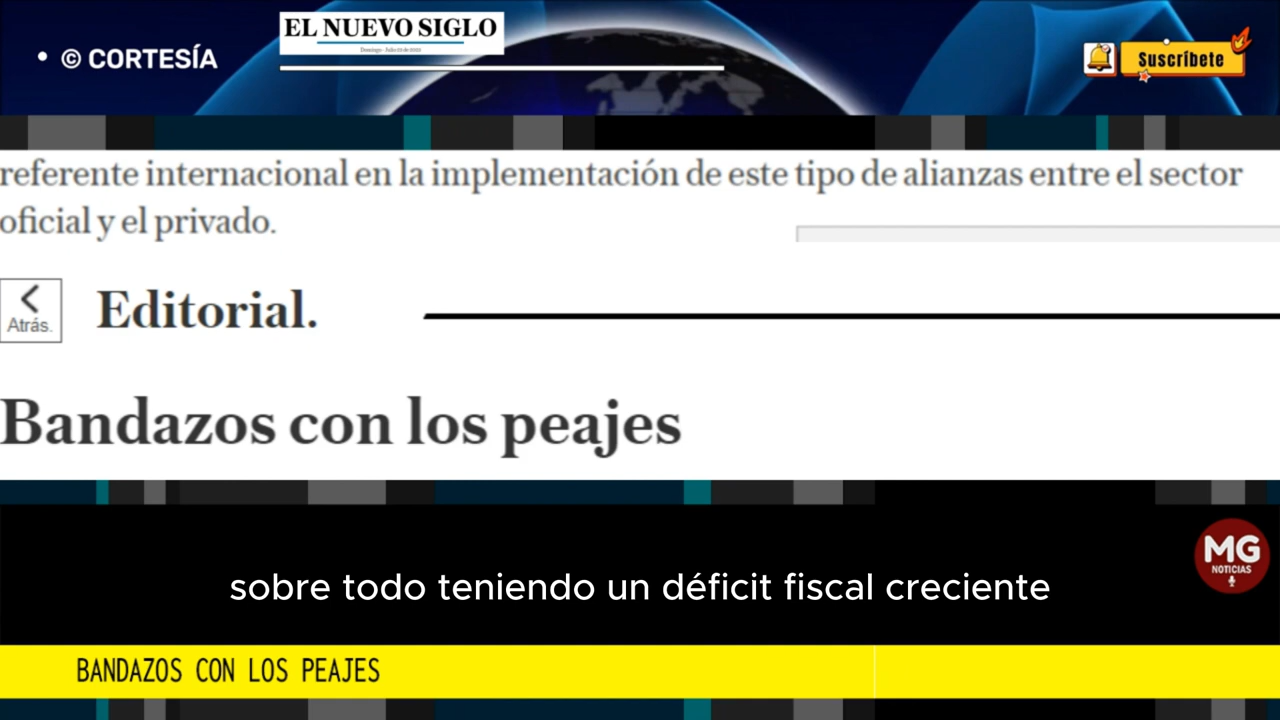 • © CORTESÍA
EL NUEVO SIGLO
Suscríbete
referente internacional en la implementación de este tipo de alianzas entre el sector
oficial y el privado.
Atrás.
Editorial.
Bandazos con los peajes
sobre todo teniendo un déficit fiscal creciente
MG
NOTICIAS
BANDAZOS CON LOS PEAJES